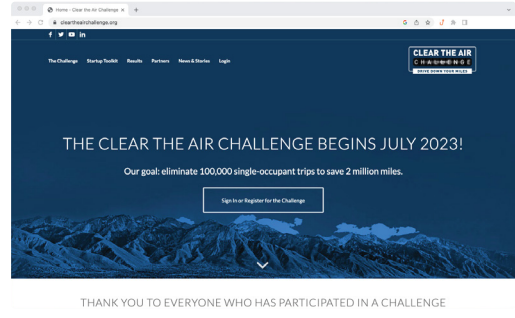 Home - Clear the Air Challenge
cleartheairchallenge.org
The Challenge Startup Toolkit Results Partners News & Stories Login
CLEAR THE AIR
CHALLENGE
DRIVE DOWN YOUR MILES
THE CLEAR THE AIR CHALLENGE BEGINS JULY 2023!
Our goal: eliminate 100,000 single-occupant trips to save 2 million miles.
Sign In or Register for the Challenge
THANK YOU TO EVERYONE WHO HAS PARTICIPATED IN A CHALLENGE